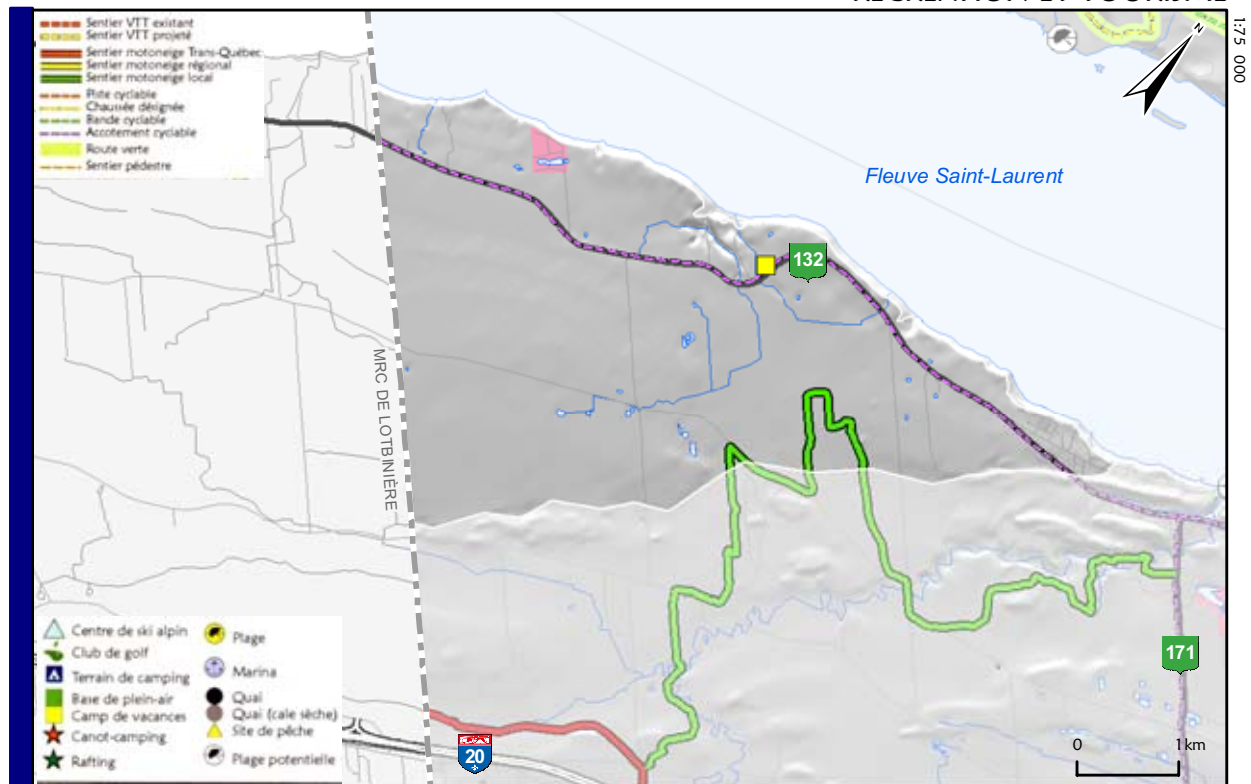 Sentier VTT existant
Sentier VTT projeté
Sentier motoneige Trans-Québec
Sentier motoneige régional
Sentier motoneige local
Piste cyclable
Chaussée désignée
Bande cyclable
Accotement cyclable
Route verte
Sentier pédestre
1:75 000
N
Fleuve Saint-Laurent
132
MRC DE LOTBINIÈRE
171
20
0 1 km
Centre de ski alpin
Club de golf
Terrain de camping
Base de plein-air
Camp de vacances
Canot-camping
Rafting
Plage
Marina
Quai
Quai (cale sèche)
Site de pêche
Plage potentielle